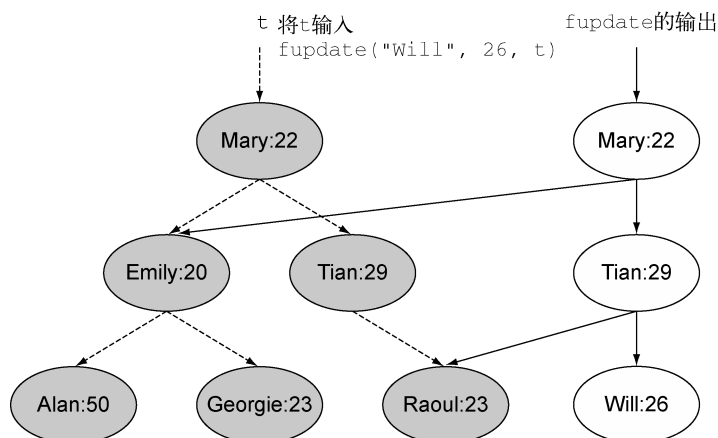 t 将t输入
fupdate("Will", 26, t)
fupdate的输出
Mary:22
Mary:22
Emily:20
Tian:29
Tian:29
Alan:50
Georgie:23
Raoul:23
Will:26